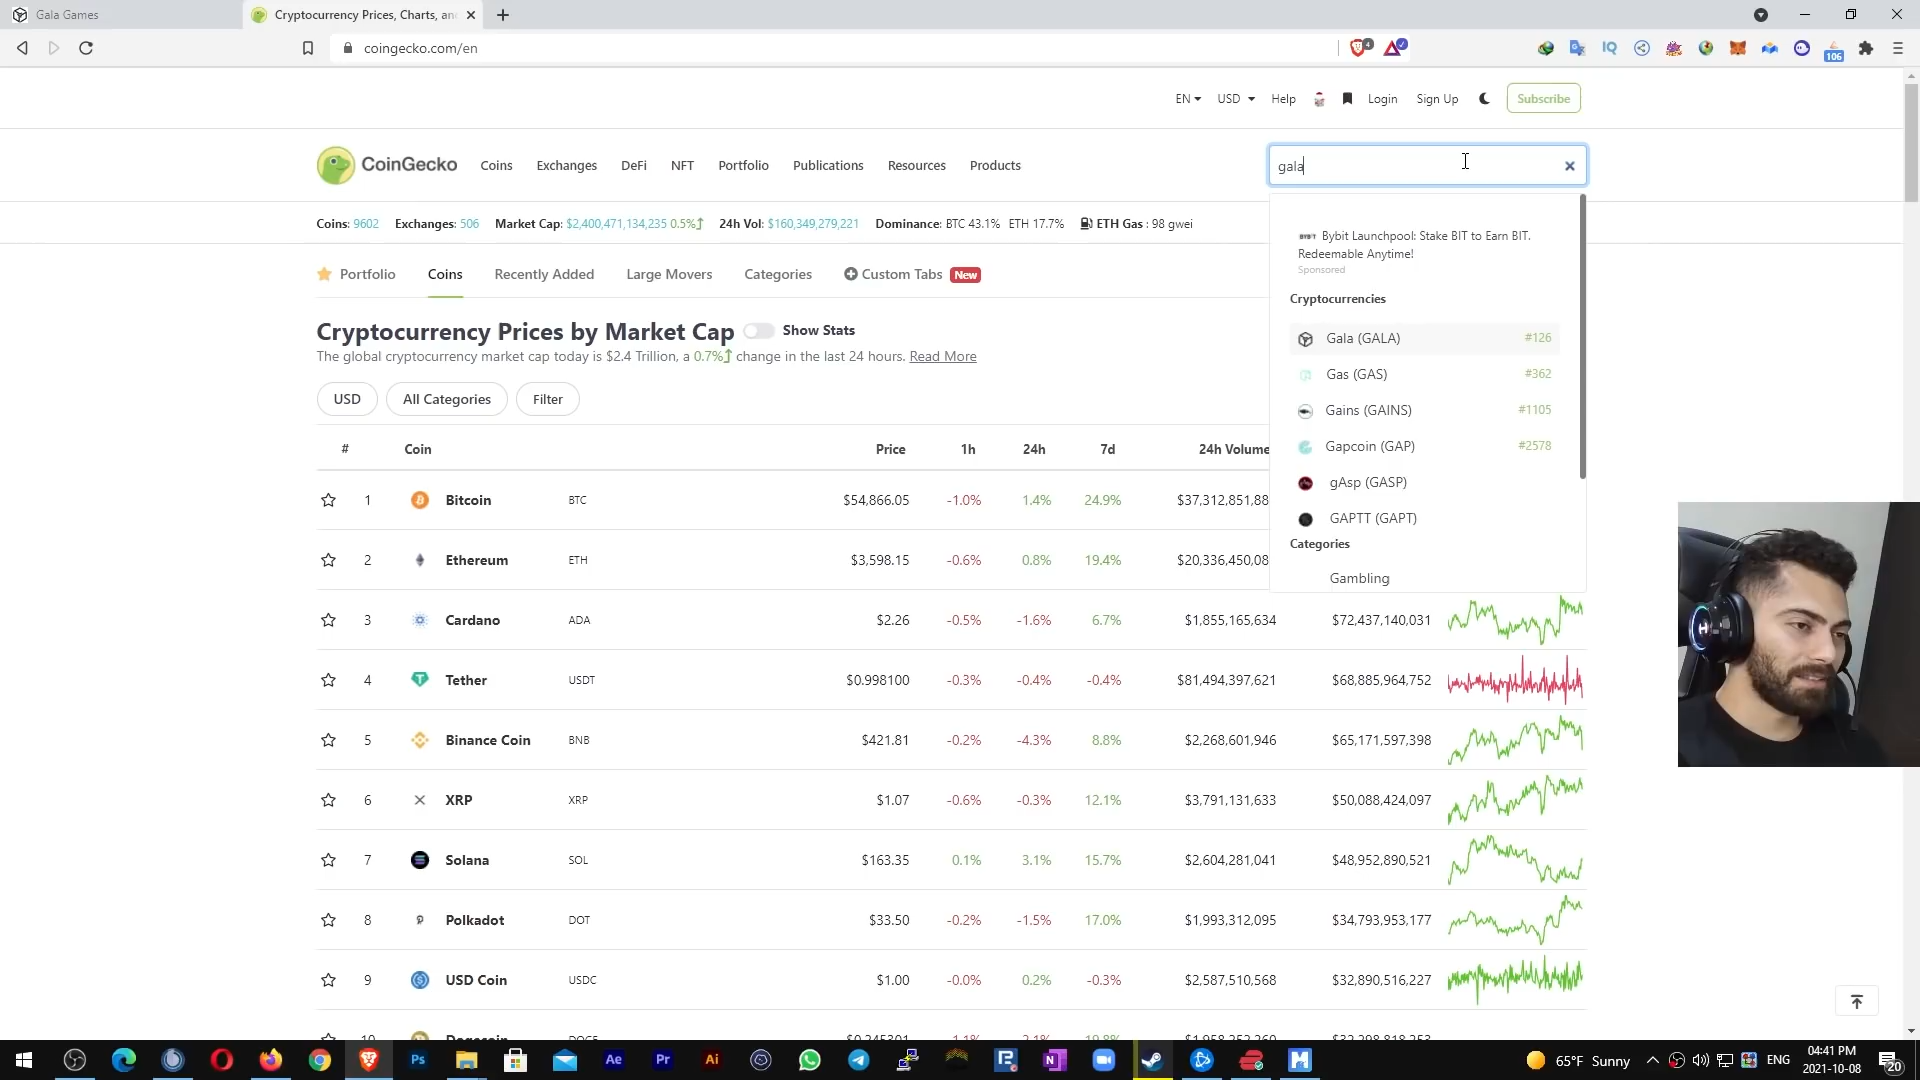 Gala Games
Cryptocurrency Prices, Charts, an
coingecko.com/en
4
106
EN USD Help Login Sign Up Subscribe
CoinGecko Coins Exchanges DeFi NFT Portfolio Publications Resources Products
gala
Coins: 9602 Exchanges: 506 Market Cap: $2,400,471,134,235 0.5% 24h Vol: $160,349,279,221 Dominance: BTC 43.1% ETH 17.7% ETH Gas : 98 gwei
Bybit Launchpool: Stake BIT to Earn BIT.
Redeemable Anytime!
Sponsored
Cryptocurrencies
Gala (GALA) #126
Gas (GAS) #362
Gains (GAINS) #1105
Gapcoin (GAP) #2578
gAsp (GASP)
GAPTT (GAPT)
Categories
Gambling
Portfolio Coins Recently Added Large Movers Categories Custom Tabs New
Cryptocurrency Prices by Market Cap Show Stats
The global cryptocurrency market cap today is $2.4 Trillion, a 0.7% change in the last 24 hours. Read More
USD All Categories Filter
# Coin Price 1h 24h 7d 24h Volume
1 Bitcoin BTC $54,866.05 -1.0% 1.4% 24.9% $37,312,851,88
2 Ethereum ETH $3,598.15 -0.6% 0.8% 19.4% $20,336,450,08
3 Cardano ADA $2.26 -0.5% -1.6% 6.7% $1,855,165,634 $72,437,140,031
4 Tether USDT $0.998100 -0.3% -0.4% -0.4% $81,494,397,621 $68,885,964,752
5 Binance Coin BNB $421.81 -0.2% -4.3% 8.8% $2,268,601,946 $65,171,597,398
6 XRP XRP $1.07 -0.6% -0.3% 12.1% $3,791,131,633 $50,088,424,097
7 Solana SOL $163.35 0.1% 3.1% 15.7% $2,604,281,041 $48,952,890,521
8 Polkadot DOT $33.50 -0.2% -1.5% 17.0% $1,993,312,095 $34,793,953,177
9 USD Coin USDC $1.00 -0.0% 0.2% -0.3% $2,587,510,568 $32,890,516,227
65°F Sunny ENG 04:41 PM
2021-10-08
20